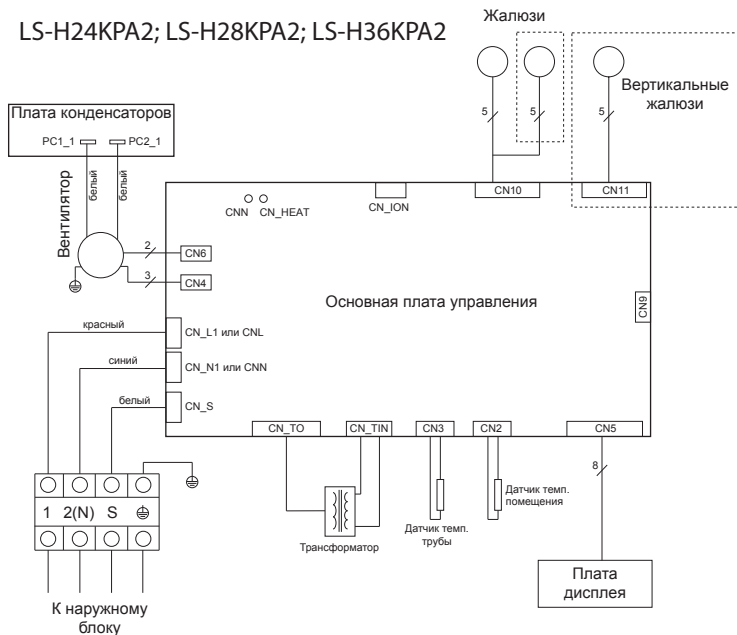 LS-H24KPA2; LS-H28KPA2; LS-H36KPA2
Жалюзи
Вертикальные
жалюзи
5
5
5
Плата конденсаторов
PC1_1
PC2_1
белый
белый
Вентилятор
CN10
CN11
CNN
CN_HEAT
CN_ION
2
CN6
3
CN4
Основная плата управления
CN9
красный
CN_L1 или CNL
синий
CN_N1 или CNN
белый
CN_S
CN_TO
CN_TIN
CN3
CN2
CN5
8
1
2(N)
S
Трансформатор
Датчик темп.
трубы
Датчик темп.
помещения
Плата
дисплея
К наружному
блоку